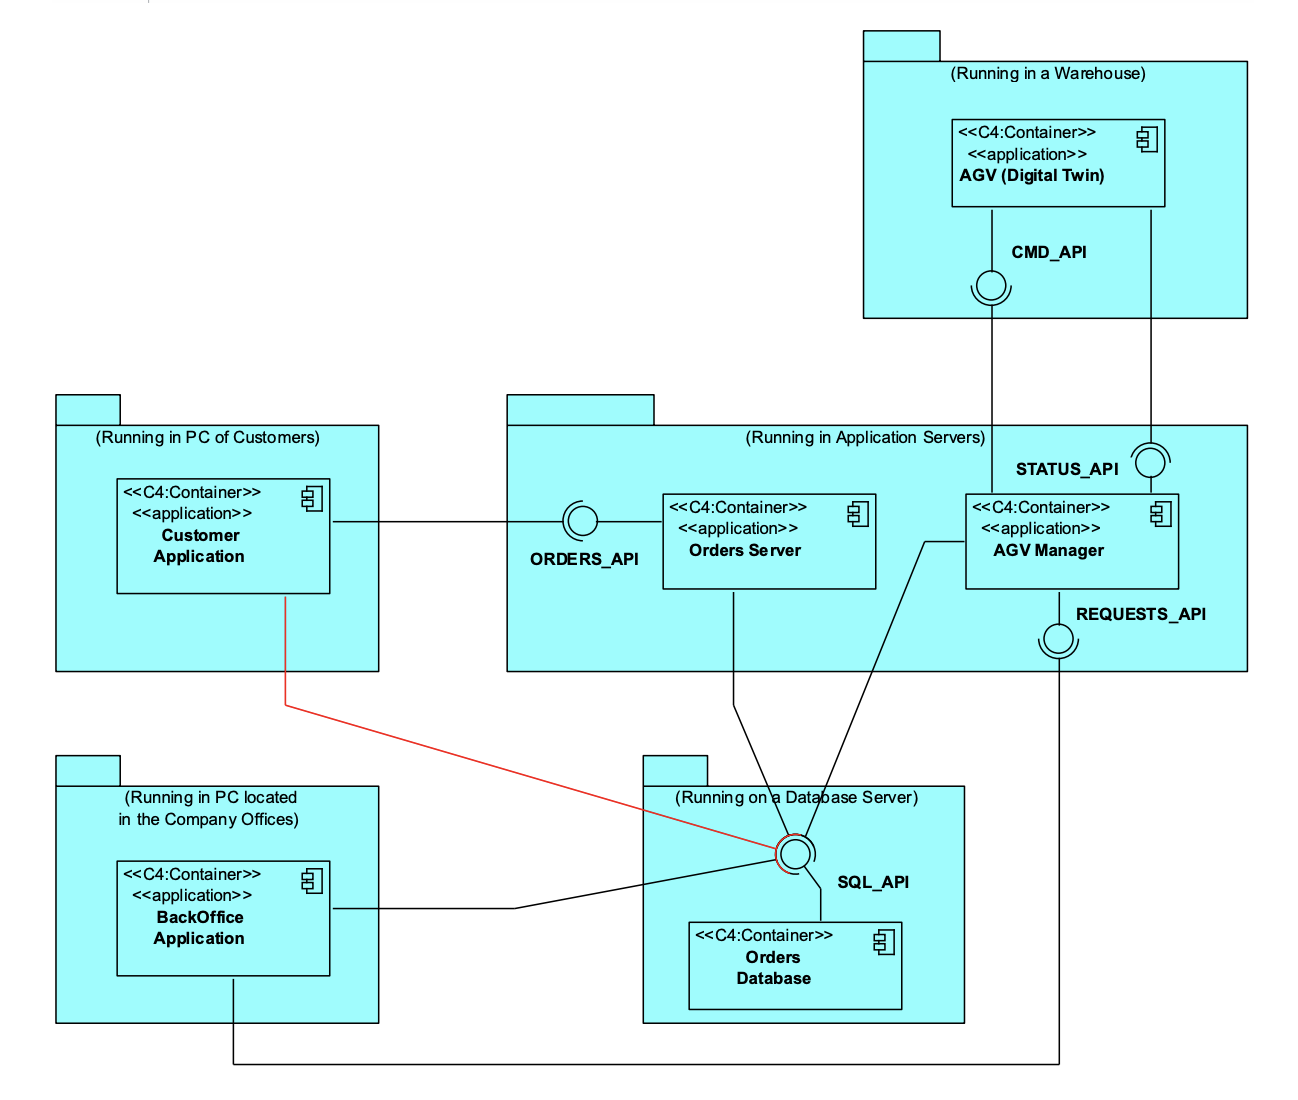 (Running in a Warehouse)
<<C4:Container>>
<<application>>
AGV (Digital Twin)
CMD_API
(Running in PC of Customers)
<<C4:Container>>
<<application>>
Customer
Application
(Running in Application Servers)
ORDERS_API
<<C4:Container>>
<<application>>
Orders Server
STATUS_API
<<C4:Container>>
<<application>>
AGV Manager
REQUESTS_API
(Running in PC located
in the Company Offices)
<<C4:Container>>
<<application>>
BackOffice
Application
(Running on a Database Server)
SQL_API
<<C4:Container>>
Orders
Database